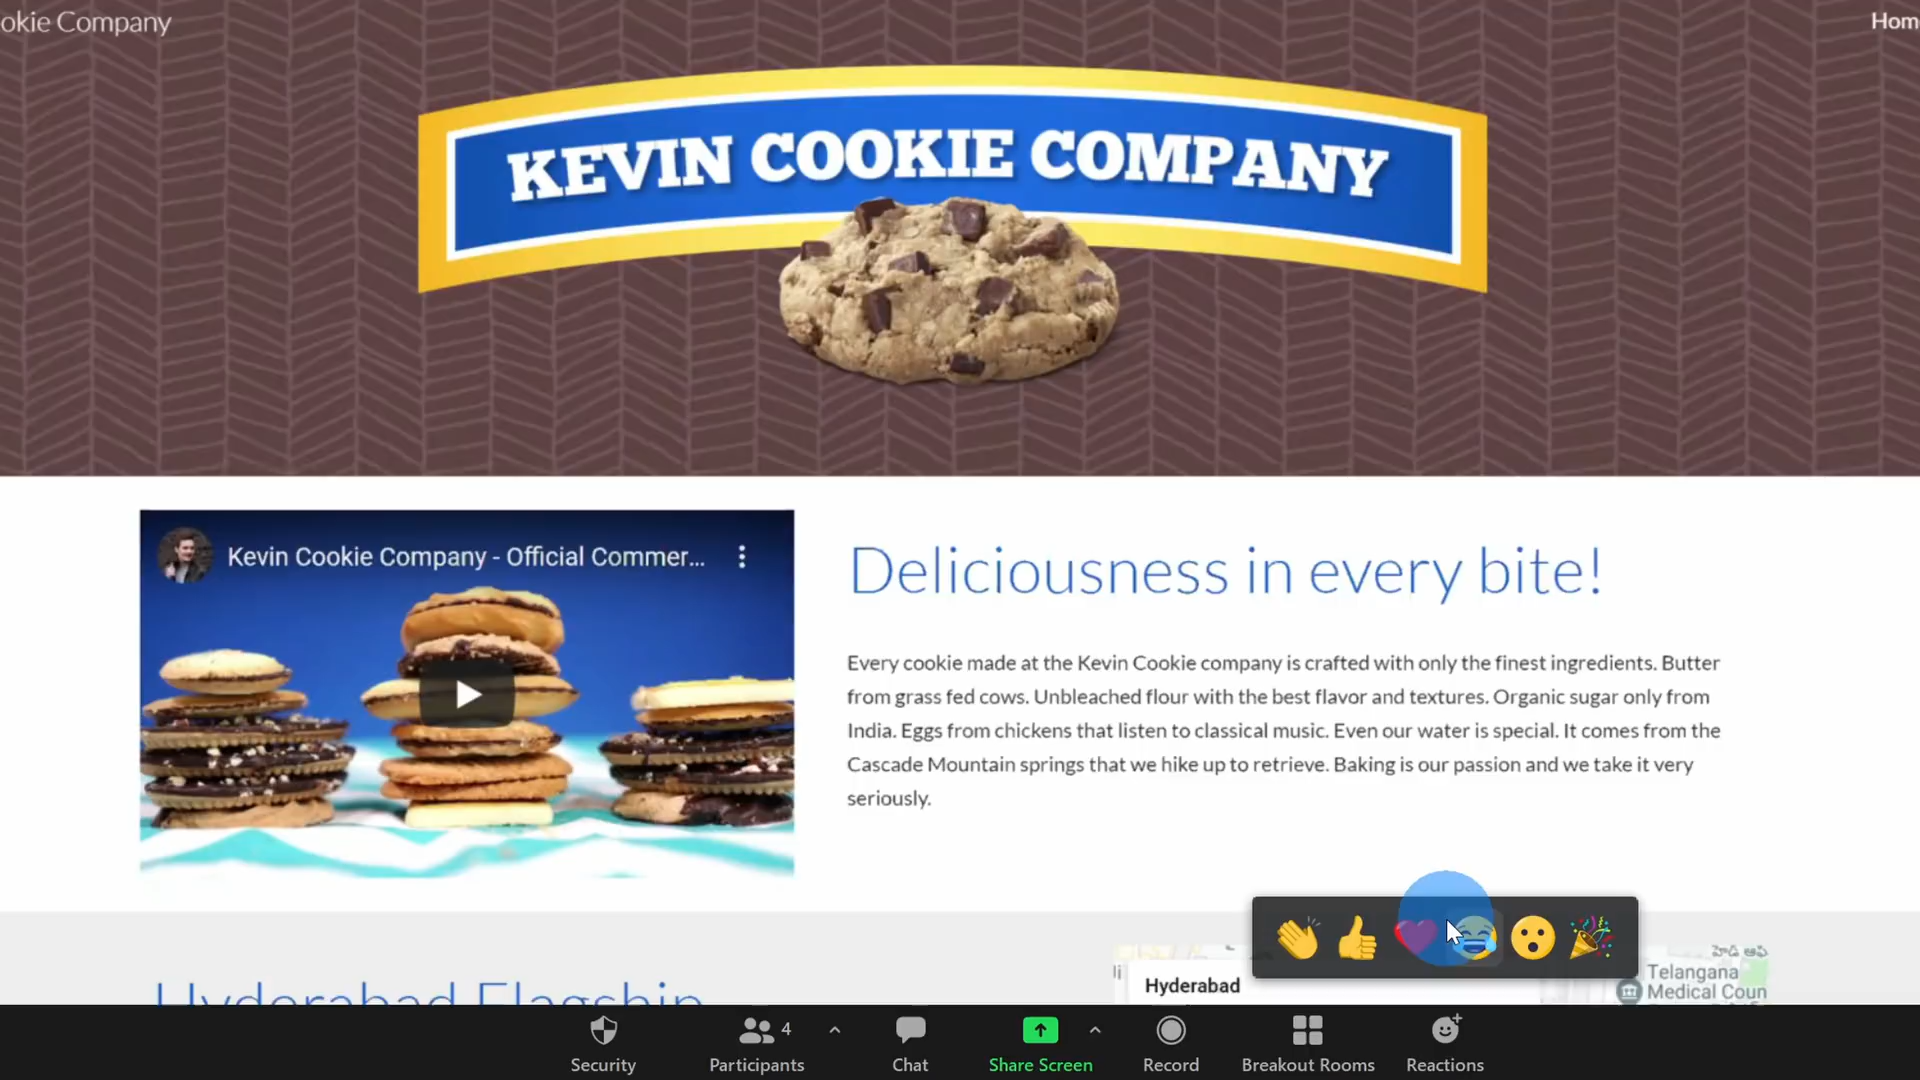 okie Company
Hom
KEVIN COOKIE COMPANY
Kevin Cookie Company - Official Commer...
Deliciousness in every bite!
Every cookie made at the Kevin Cookie company is crafted with only the finest ingredients. Butter
from grass fed cows. Unbleached flour with the best flavor and textures. Organic sugar only from
India. Eggs from chickens that listen to classical music. Even our water is special. It comes from the
Cascade Mountain springs that we hike up to retrieve. Baking is our passion and we take it very
seriously.
Hyderabad Flagship
Hyderabad
Telangana
Medical Coun
Security
Participants
4
Chat
Share Screen
Record
Breakout Rooms
Reactions